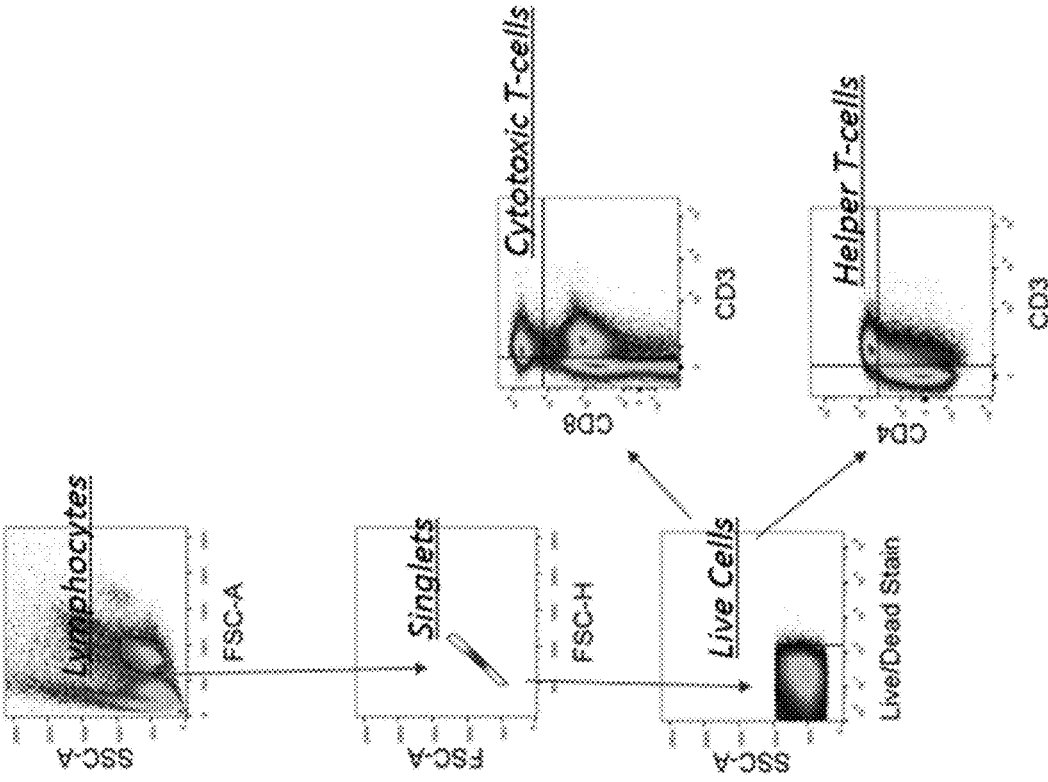 Lymphocytes
SSC-A
FSC-A
Singlets
FSC-A
FSC-H
Live Cells
SSC-A
Live/Dead Stain
Cytotoxic T-cells
CD8
CD3
Helper T-cells
CD4
CD3